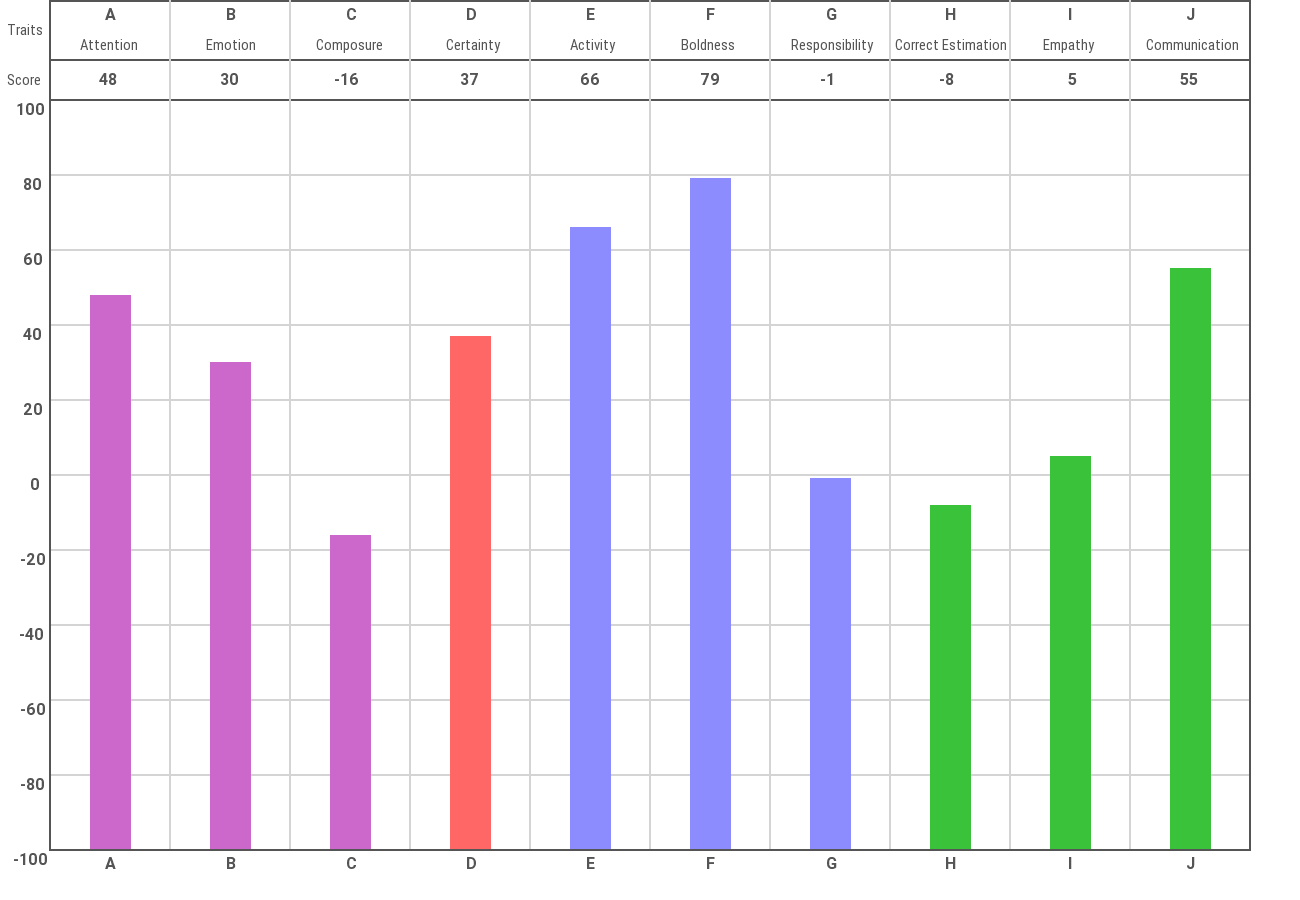 A B C D E F G H I J
Traits
Attention Emotion Composure Certainty Activity Boldness Responsibility Correct Estimation Empathy Communication
Score 48 30 -16 37 66 79 -1 -8 5 55
100
80
60
40
20
0
-20
-40
-60
-80
-100
A B C D E F G H I J